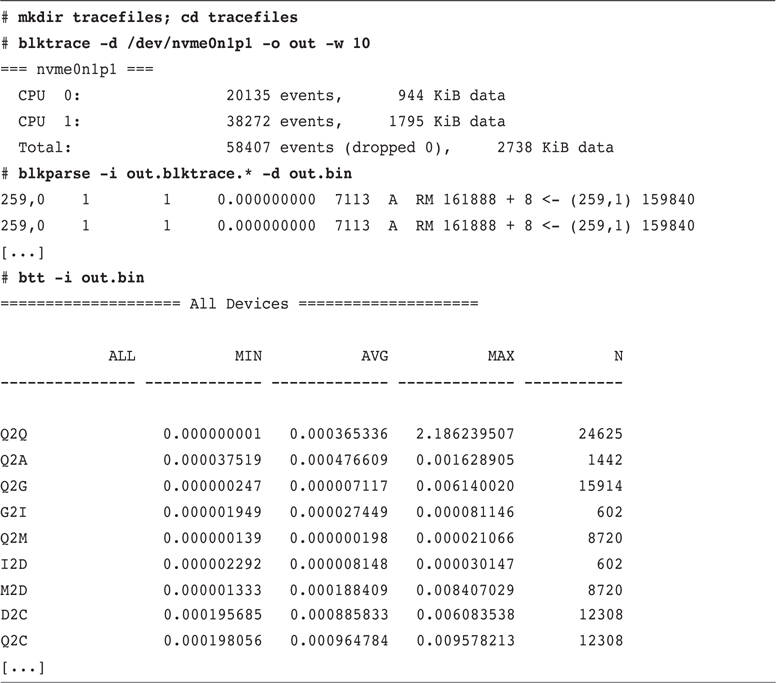 # mkdir tracefiles; cd tracefiles
# blktrace -d /dev/nvme0n1p1 -o out -w 10
=== nvme0n1p1 ===
  CPU  0:                20135 events,      944 KiB data
  CPU  1:                38272 events,     1795 KiB data
  Total:                 58407 events (dropped 0),     2738 KiB data
# blkparse -i out.blktrace.* -d out.bin
259,0    1        1     0.000000000  7113  A  RM 161888 + 8 <- (259,1) 159840
259,0    1        1     0.000000000  7113  A  RM 161888 + 8 <- (259,1) 159840
[...]
# btt -i out.bin
==================== All Devices ====================
            ALL           MIN           AVG           MAX           N
--------------- ------------- ------------- ------------- -----------
Q2Q               0.000000001   0.000365336   2.186239507       24625
Q2A               0.000037519   0.000476609   0.001628905        1442
Q2G               0.000000247   0.000007117   0.006140020       15914
G2I               0.000001949   0.000027449   0.000081146         602
Q2M               0.000000139   0.000000198   0.000021066        8720
I2D               0.000002292   0.000008148   0.000030147         602
M2D               0.000001333   0.000188409   0.008407029        8720
D2C               0.000195685   0.000885833   0.006083538       12308
Q2C               0.000198056   0.000964784   0.009578213       12308
[...]